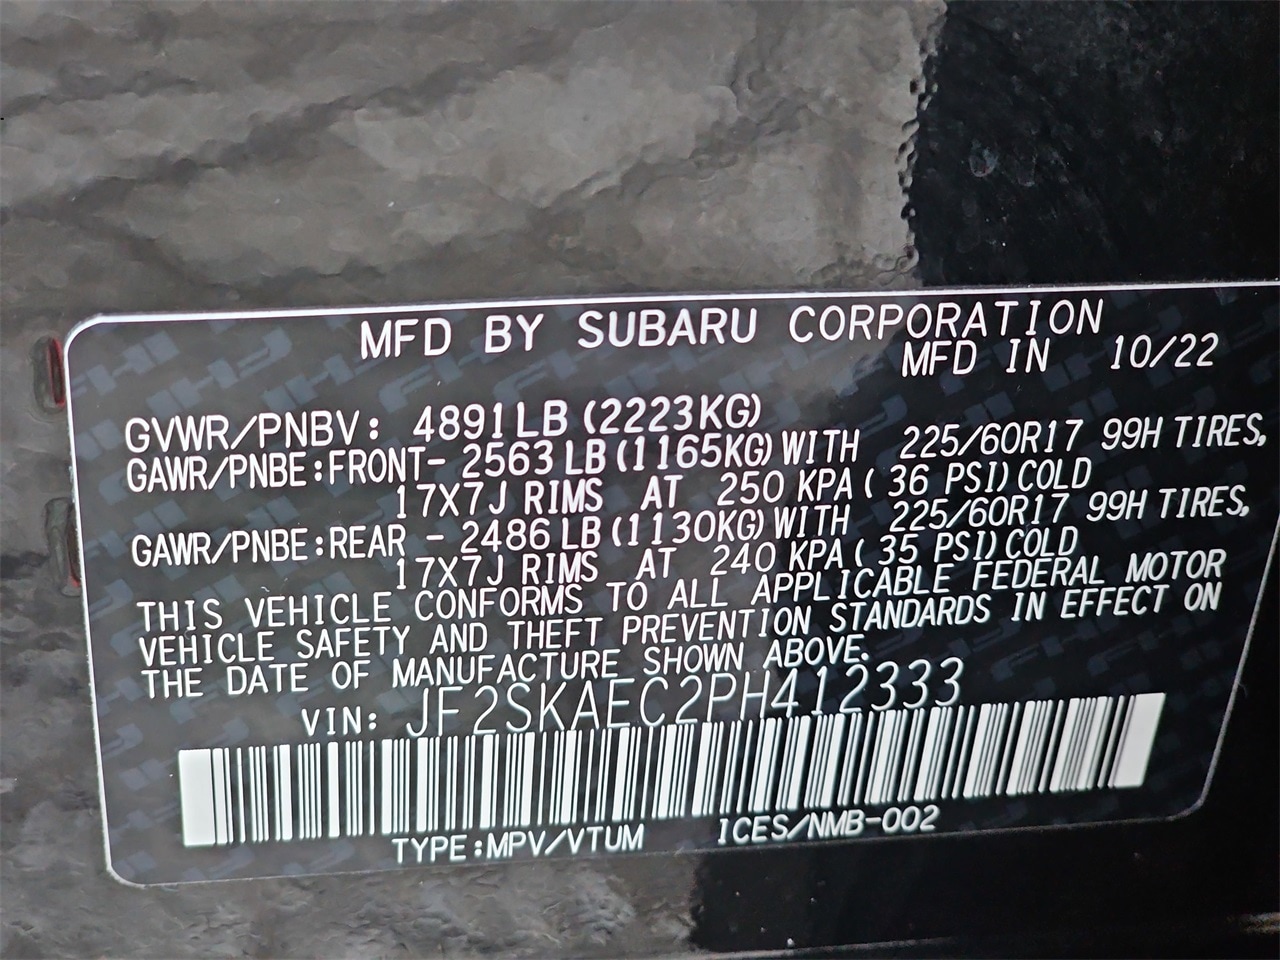 MFD BY SUBARU CORPORATION
MFD IN 10/22
GVWR/PNBV: 4891LB (2223KG)
GAWR/PNBE:FRONT- 2563LB(1165KG)WITH 225/60R17 99H TIRES,
17X7J RIMS AT 250 KPA( 36 PSI)COLD
GAWR/PNBE:REAR - 2486LB(1130KG)WITH 225/60R17 99H TIRES,
17X7J RIMS AT 240 KPA( 35 PSI)COLD
THIS VEHICLE CONFORMS TO ALL APPLICABLE FEDERAL MOTOR
VEHICLE SAFETY AND THEFT PREVENTION STANDARDS IN EFFECT ON
THE DATE OF MANUFACTURE SHOWN ABOVE.
VIN: JF2SKAEC2PH412333
TYPE:MPV/VTUM ICES/NMB-002